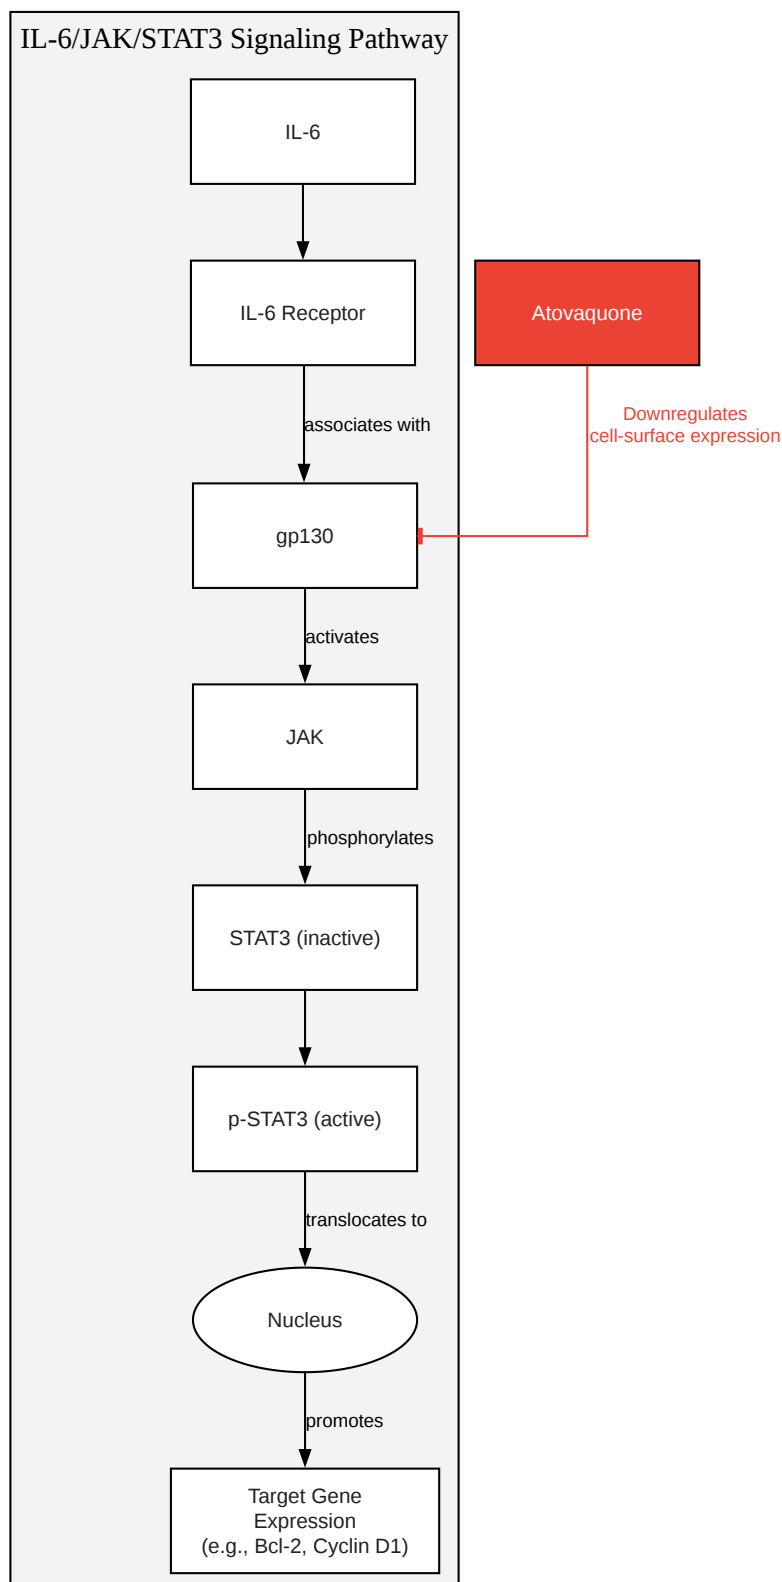 IL-6/JAK/STAT3 Signaling Pathway
IL-6
IL-6 Receptor
Atovaquone
associates with
Downregulates
cell-surface expression
gp130
activates
JAK
phosphorylates
STAT3 (inactive)
p-STAT3 (active)
translocates to
Nucleus
promotes
Target Gene
Expression
(e.g., Bcl-2, Cyclin D1)